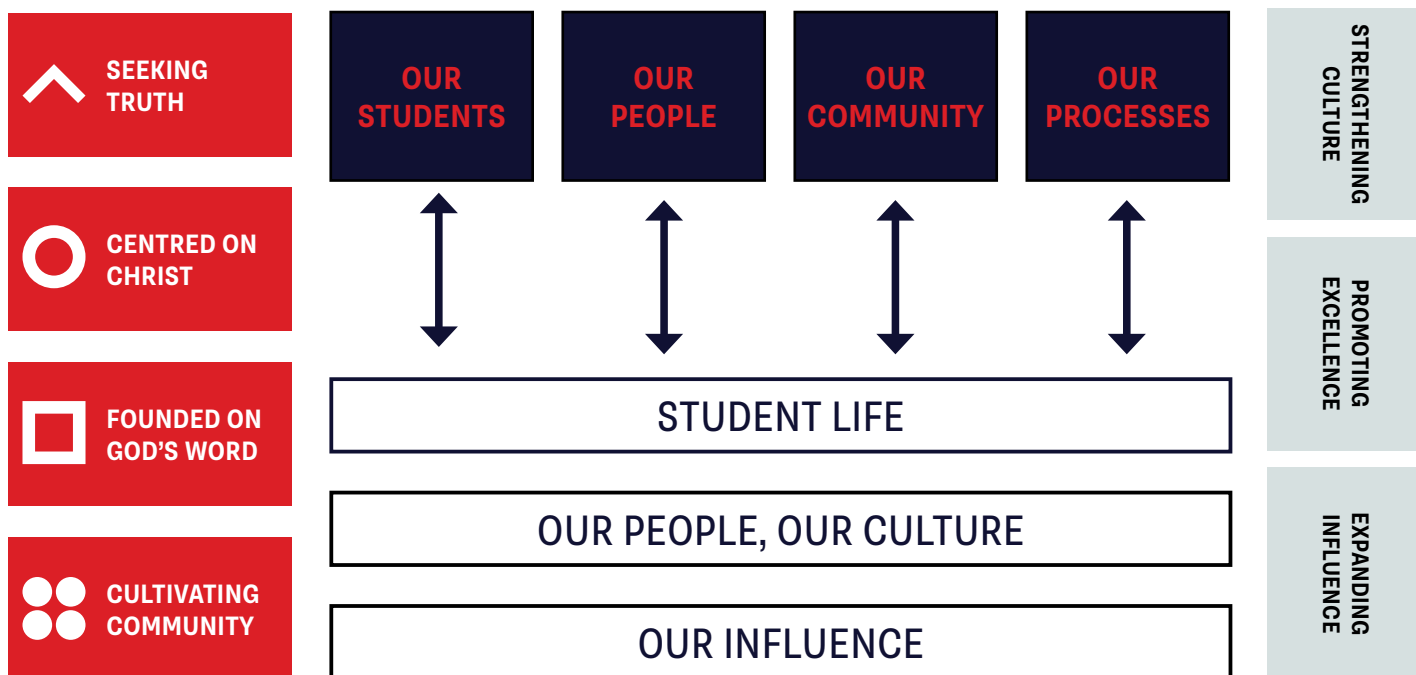 SEEKING
TRUTH
CENTRED ON
CHRIST
FOUNDED ON
GOD'S WORD
CULTIVATING
COMMUNITY
OUR
STUDENTS
OUR
PEOPLE
OUR
COMMUNITY
OUR
PROCESSES
STUDENT LIFE
OUR PEOPLE, OUR CULTURE
OUR INFLUENCE
STRENGTHENING
CULTURE
PROMOTING
EXCELLENCE
EXPANDING
INFLUENCE